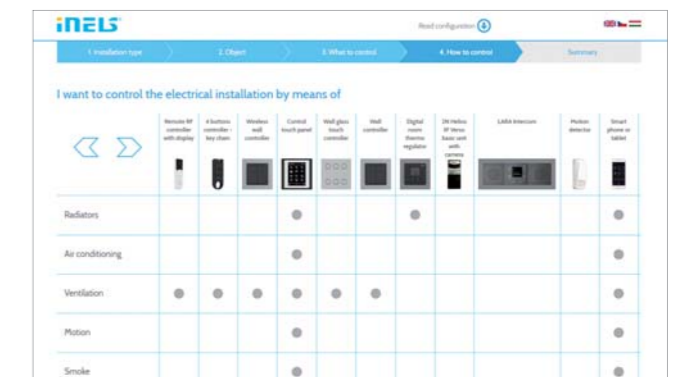 iNELS
Read configuration
1. Installation type
2. Object
3. What to control
4. How to control
Summary
I want to control the electrical installation by means of
Remote RF controller with display
4 buttons controller - key chain
Wireless wall controller
Control touch panel
Wall glass touch controller
Wall controller
Digital room thermo regulator
2N Helios IP Verso basic unit with camera
LARA Intercom
Motion detector
Smart phone or tablet
Radiators
Air conditioning
Ventilation
Motion
Smoke